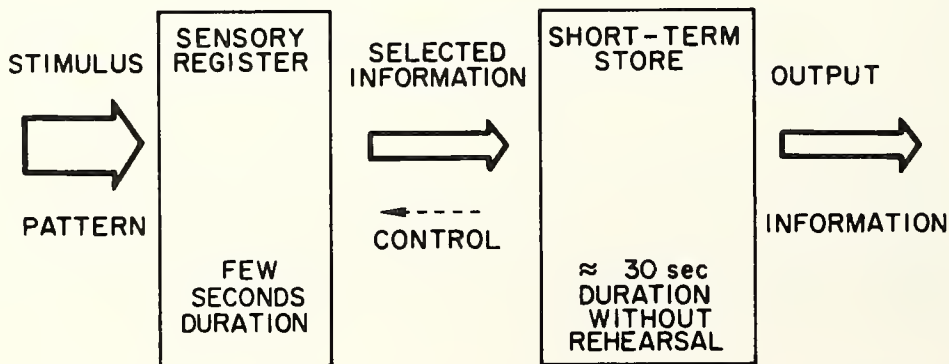 STIMULUS
PATTERN
SENSORY
REGISTER
FEW
SECONDS
DURATION
SELECTED
INFORMATION
CONTROL
SHORT-TERM
STORE
≈ 30 sec
DURATION
WITHOUT
REHEARSAL
OUTPUT
INFORMATION